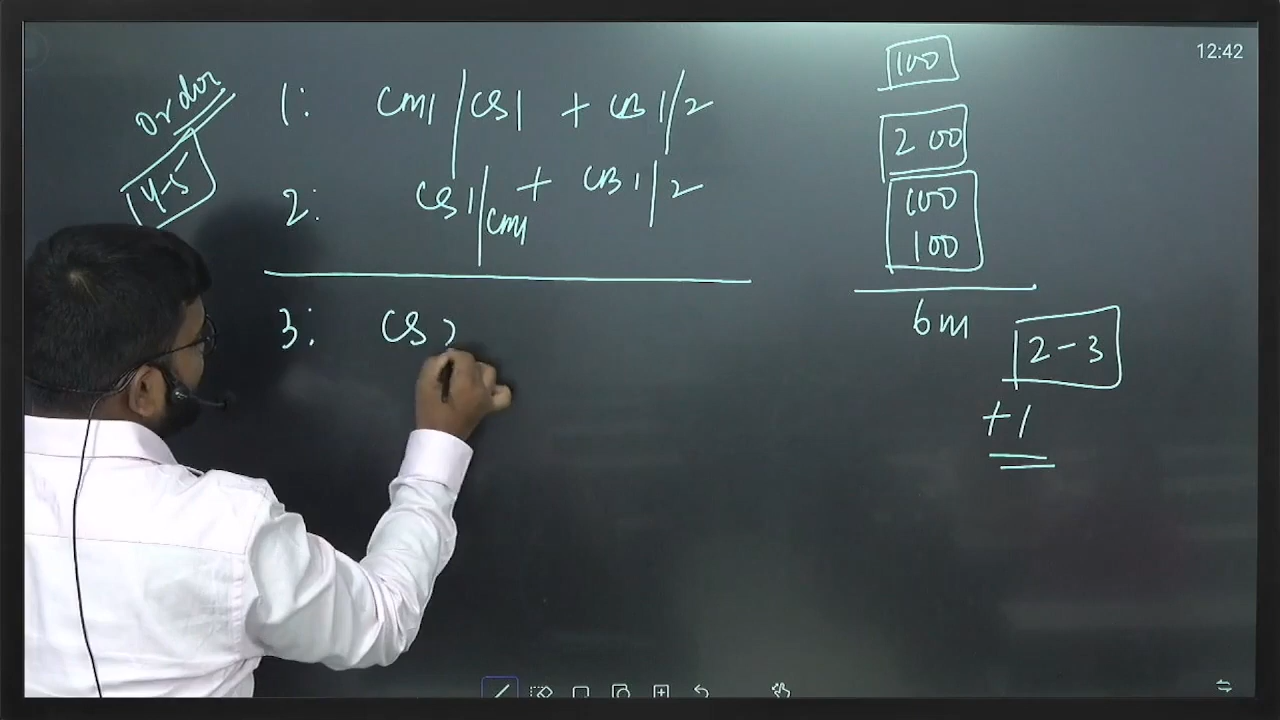 12:42
order
4-5
1: CM1 / CS1 + CB1/2
2: CS1 / CM1 + CB1/2
3: CS2
100
200
100
100
6m
2-3
+1